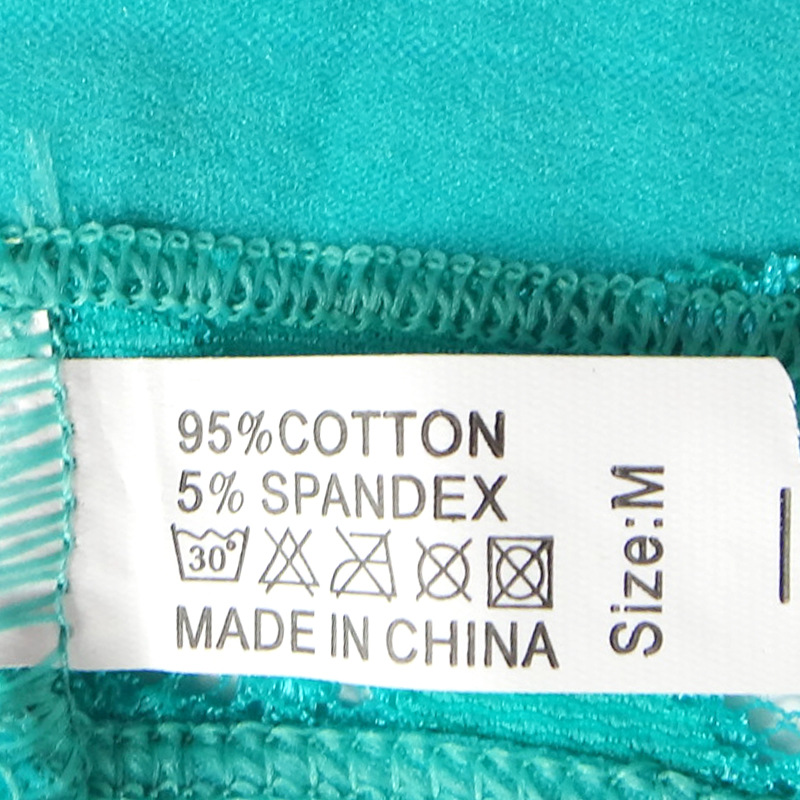 95%COTTON
5% SPANDEX
30°
MADE IN CHINA
Size:M